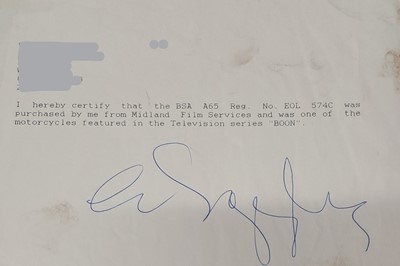 I hereby certify that the BSA A65 Reg. No. EOL 574C was
purchased by me from Midland Film Services and was one of the
motorcycles featured in the Television series "BOON".